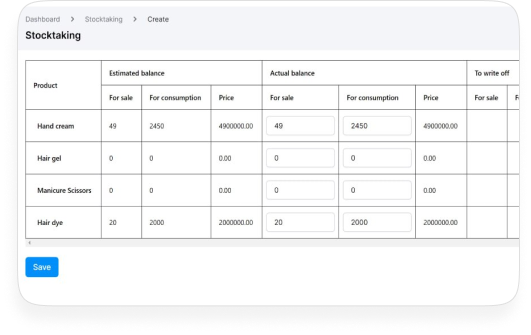 Dashboard > Stocktaking > Create
Stocktaking
Product Estimated balance Actual balance To write off
For sale For consumption Price For sale For consumption Price For sale
Hand cream 49 2450 4900000.00 49 2450 4900000.00
Hair gel 0 0 0.00 0 0 0.00
Manicure Scissors 0 0 0.00 0 0 0.00
Hair dye 20 2000 2000000.00 20 2000 2000000.00
Save